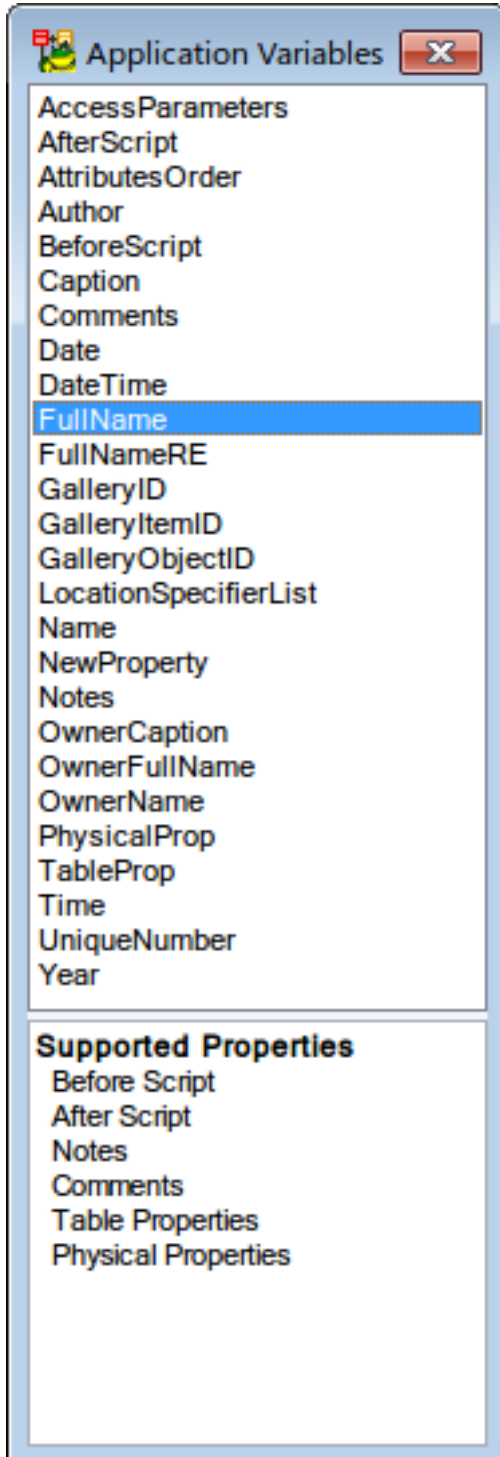 Application Variables
AccessParameters
AfterScript
AttributesOrder
Author
BeforeScript
Caption
Comments
Date
DateTime
FullName
FullNameRE
GalleryID
GalleryItemID
GalleryObjectID
LocationSpecifierList
Name
NewProperty
Notes
OwnerCaption
OwnerFullName
OwnerName
PhysicalProp
TableProp
Time
UniqueNumber
Year
Supported Properties
Before Script
After Script
Notes
Comments
Table Properties
Physical Properties